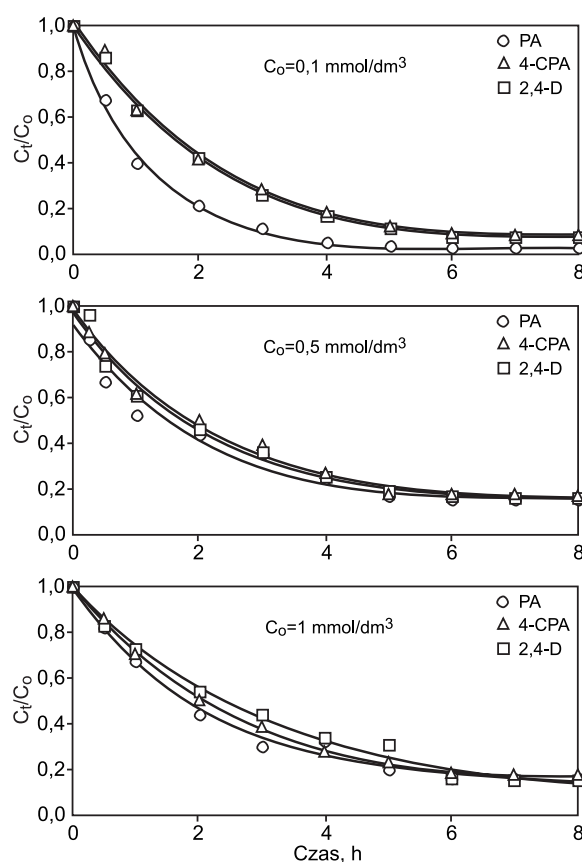 1,0
0,8
0,6
0,4
0,2
0,0
Cₜ/Cₒ
Cₒ=0,1 mmol/dm³
PA
4-CPA
2,4-D
0 2 4 6 8
1,0
0,8
0,6
0,4
0,2
0,0
Cₜ/Cₒ
Cₒ=0,5 mmol/dm³
PA
4-CPA
2,4-D
0 2 4 6 8
1,0
0,8
0,6
0,4
0,2
0,0
Cₜ/Cₒ
Cₒ=1 mmol/dm³
PA
4-CPA
2,4-D
0 2 4 6 8
Czas, h